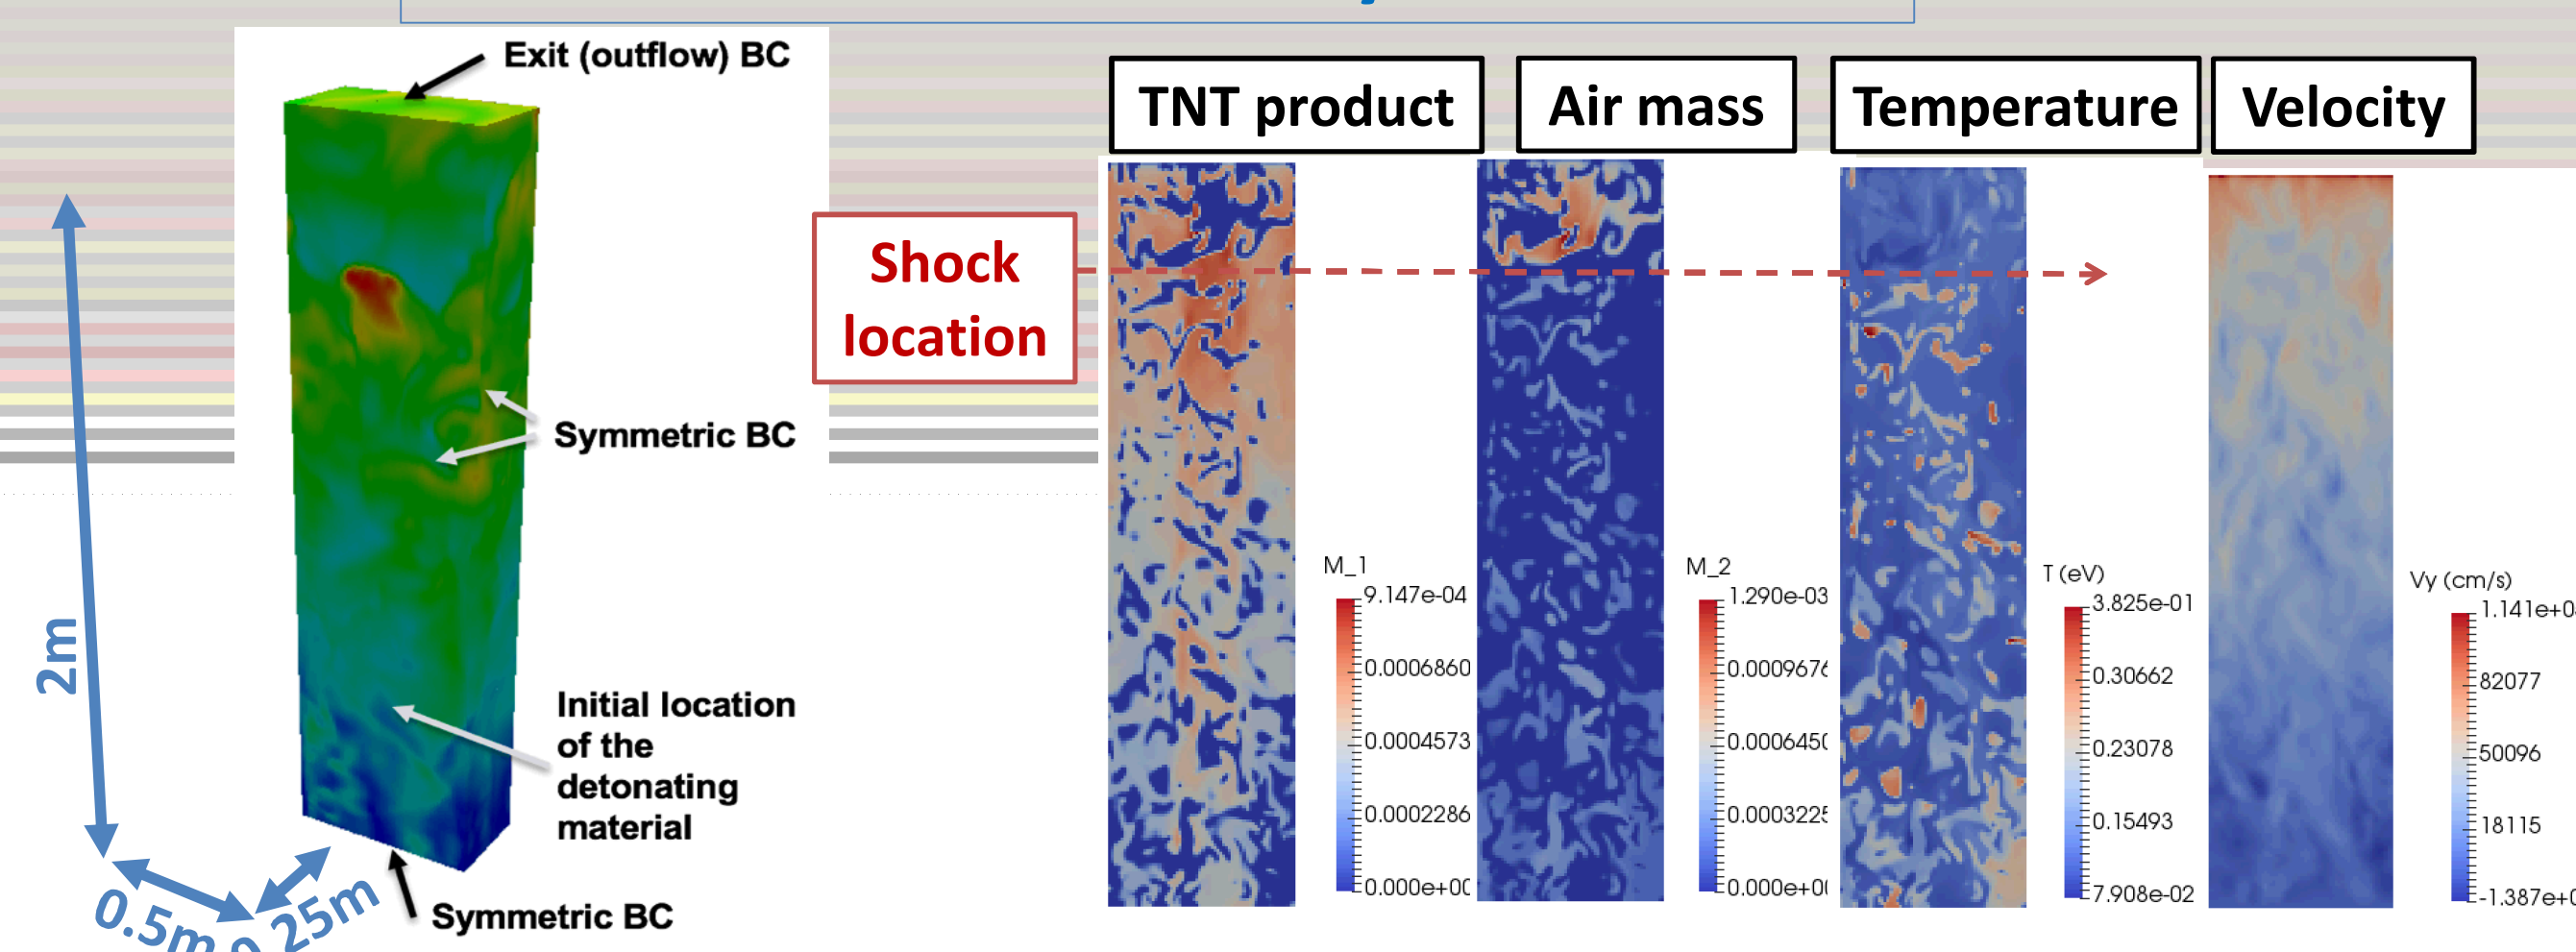 Exit (outflow) BC
TNT product
Air mass
Temperature
Velocity
Shock
location
Symmetric BC
2m
Initial location
of the
detonating
material
0.5m
0.25m
Symmetric BC
M_1
9.147e-04
0.0006860
0.0004573
0.0002286
M_2
1.290e-03
T (eV)
3.825e-01
0.30662
0.23078
0.15493
7.908e-02
Vy (cm/s)
82077
50096
18115